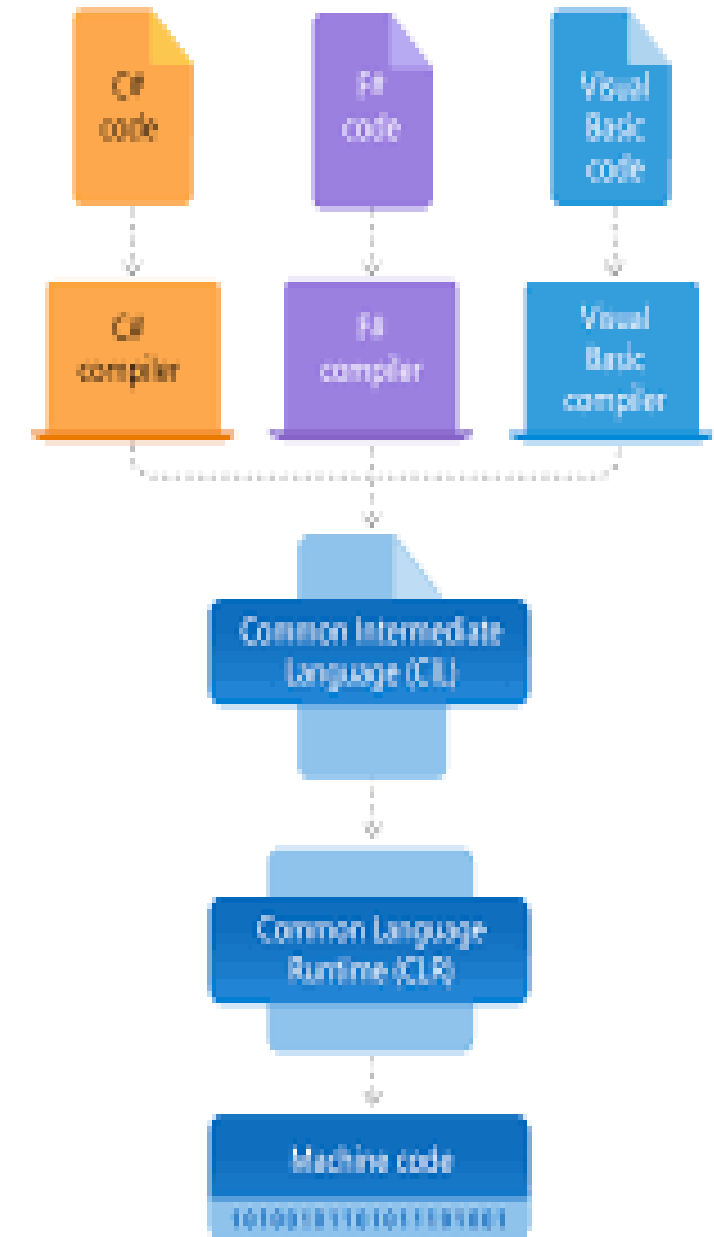 C#
code
F#
code
Visual
Basic
code
C#
compiler
F#
compiler
Visual
Basic
compiler
Common Intermediate
Language (CIL)
Common Language
Runtime (CLR)
Machine code